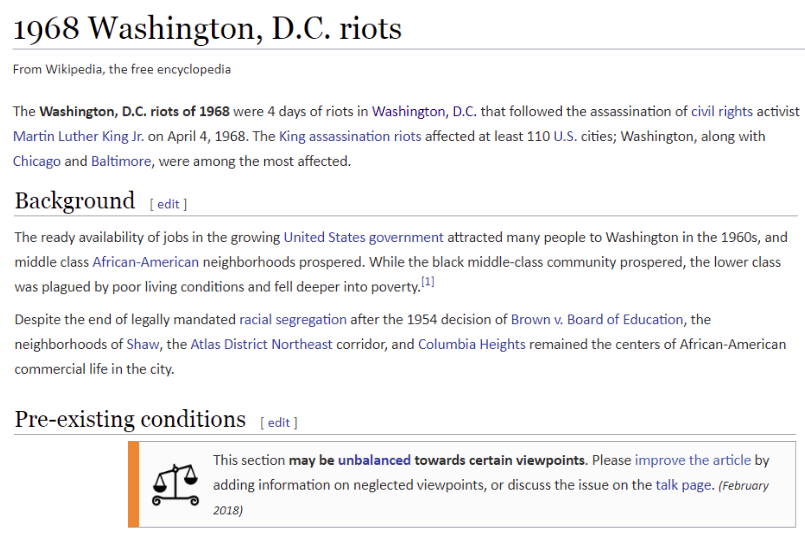 1968 Washington, D.C. riots
From Wikipedia, the free encyclopedia
The Washington, D.C. riots of 1968 were 4 days of riots in Washington, D.C. that followed the assassination of civil rights activist
Martin Luther King Jr. on April 4, 1968. The King assassination riots affected at least 110 U.S. cities; Washington, along with
Chicago and Baltimore, were among the most affected.
Background [ edit ]
The ready availability of jobs in the growing United States government attracted many people to Washington in the 1960s, and
middle class African-American neighborhoods prospered. While the black middle-class community prospered, the lower class
was plagued by poor living conditions and fell deeper into poverty.[1]
Despite the end of legally mandated racial segregation after the 1954 decision of Brown v. Board of Education, the
neighborhoods of Shaw, the Atlas District Northeast corridor, and Columbia Heights remained the centers of African-American
commercial life in the city.
Pre-existing conditions [ edit ]
This section may be unbalanced towards certain viewpoints. Please improve the article by
adding information on neglected viewpoints, or discuss the issue on the talk page. (February
2018)